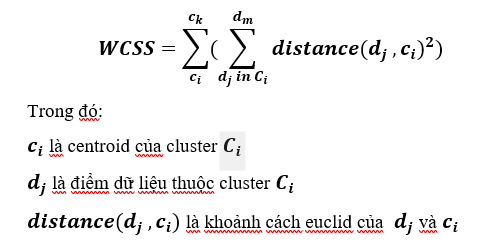 WCSS = ∑_{c_i}^{c_k} ( ∑_{d_j in C_i}^{d_m} distance(d_j , c_i)^2)
Trong đó:
c_i là centroid của cluster C_i
d_j là điểm dữ liệu thuộc cluster C_i
distance(d_j , c_i) là khoảnh cách euclid của d_j và c_i